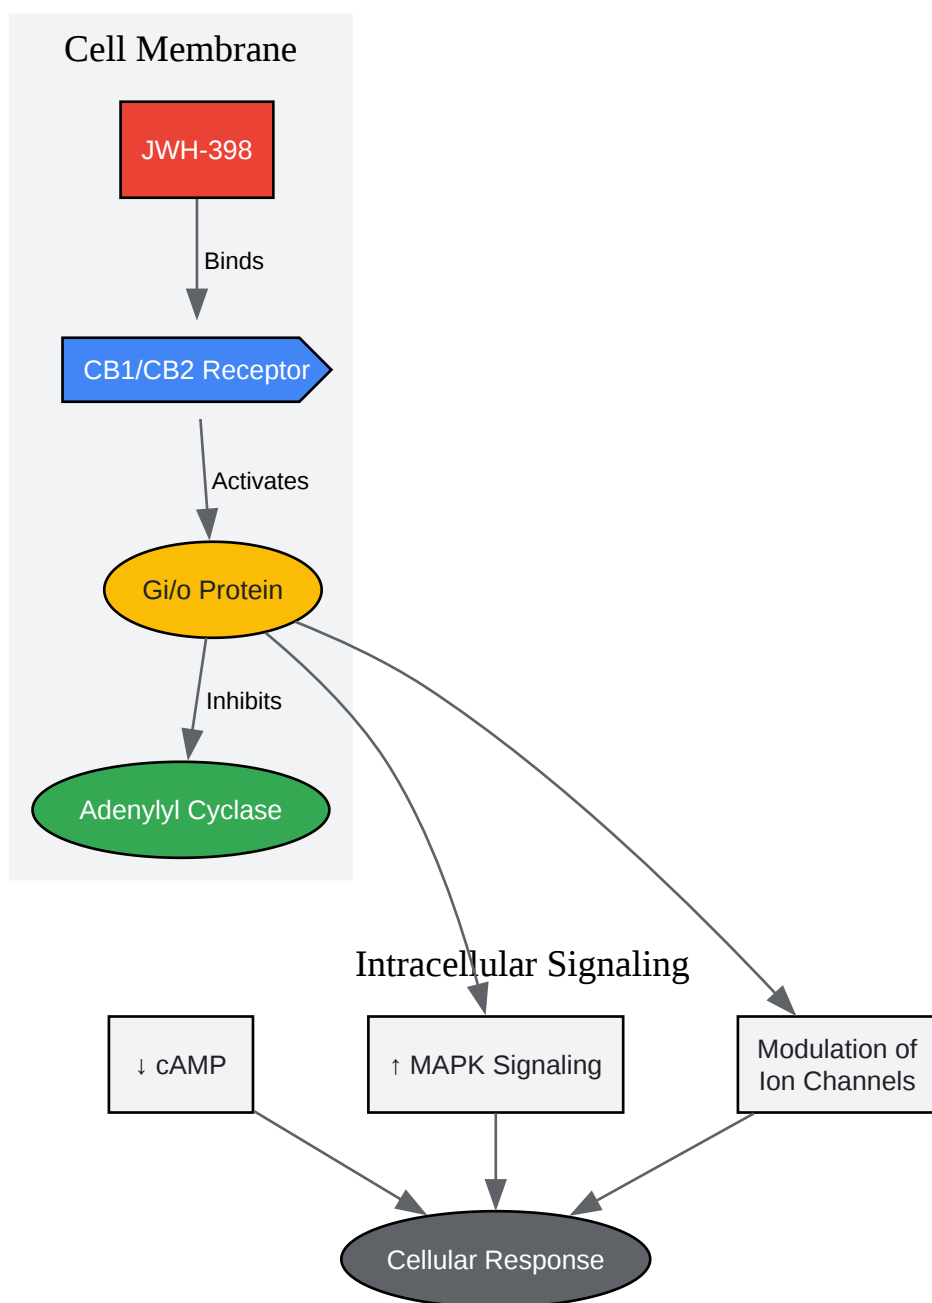 Cell Membrane
JWH-398
Binds
CB1/CB2 Receptor
Activates
Gi/o Protein
Inhibits
Adenylyl Cyclase
Intracellular Signaling
↓ cAMP
↑ MAPK Signaling
Modulation of
Ion Channels
Cellular Response